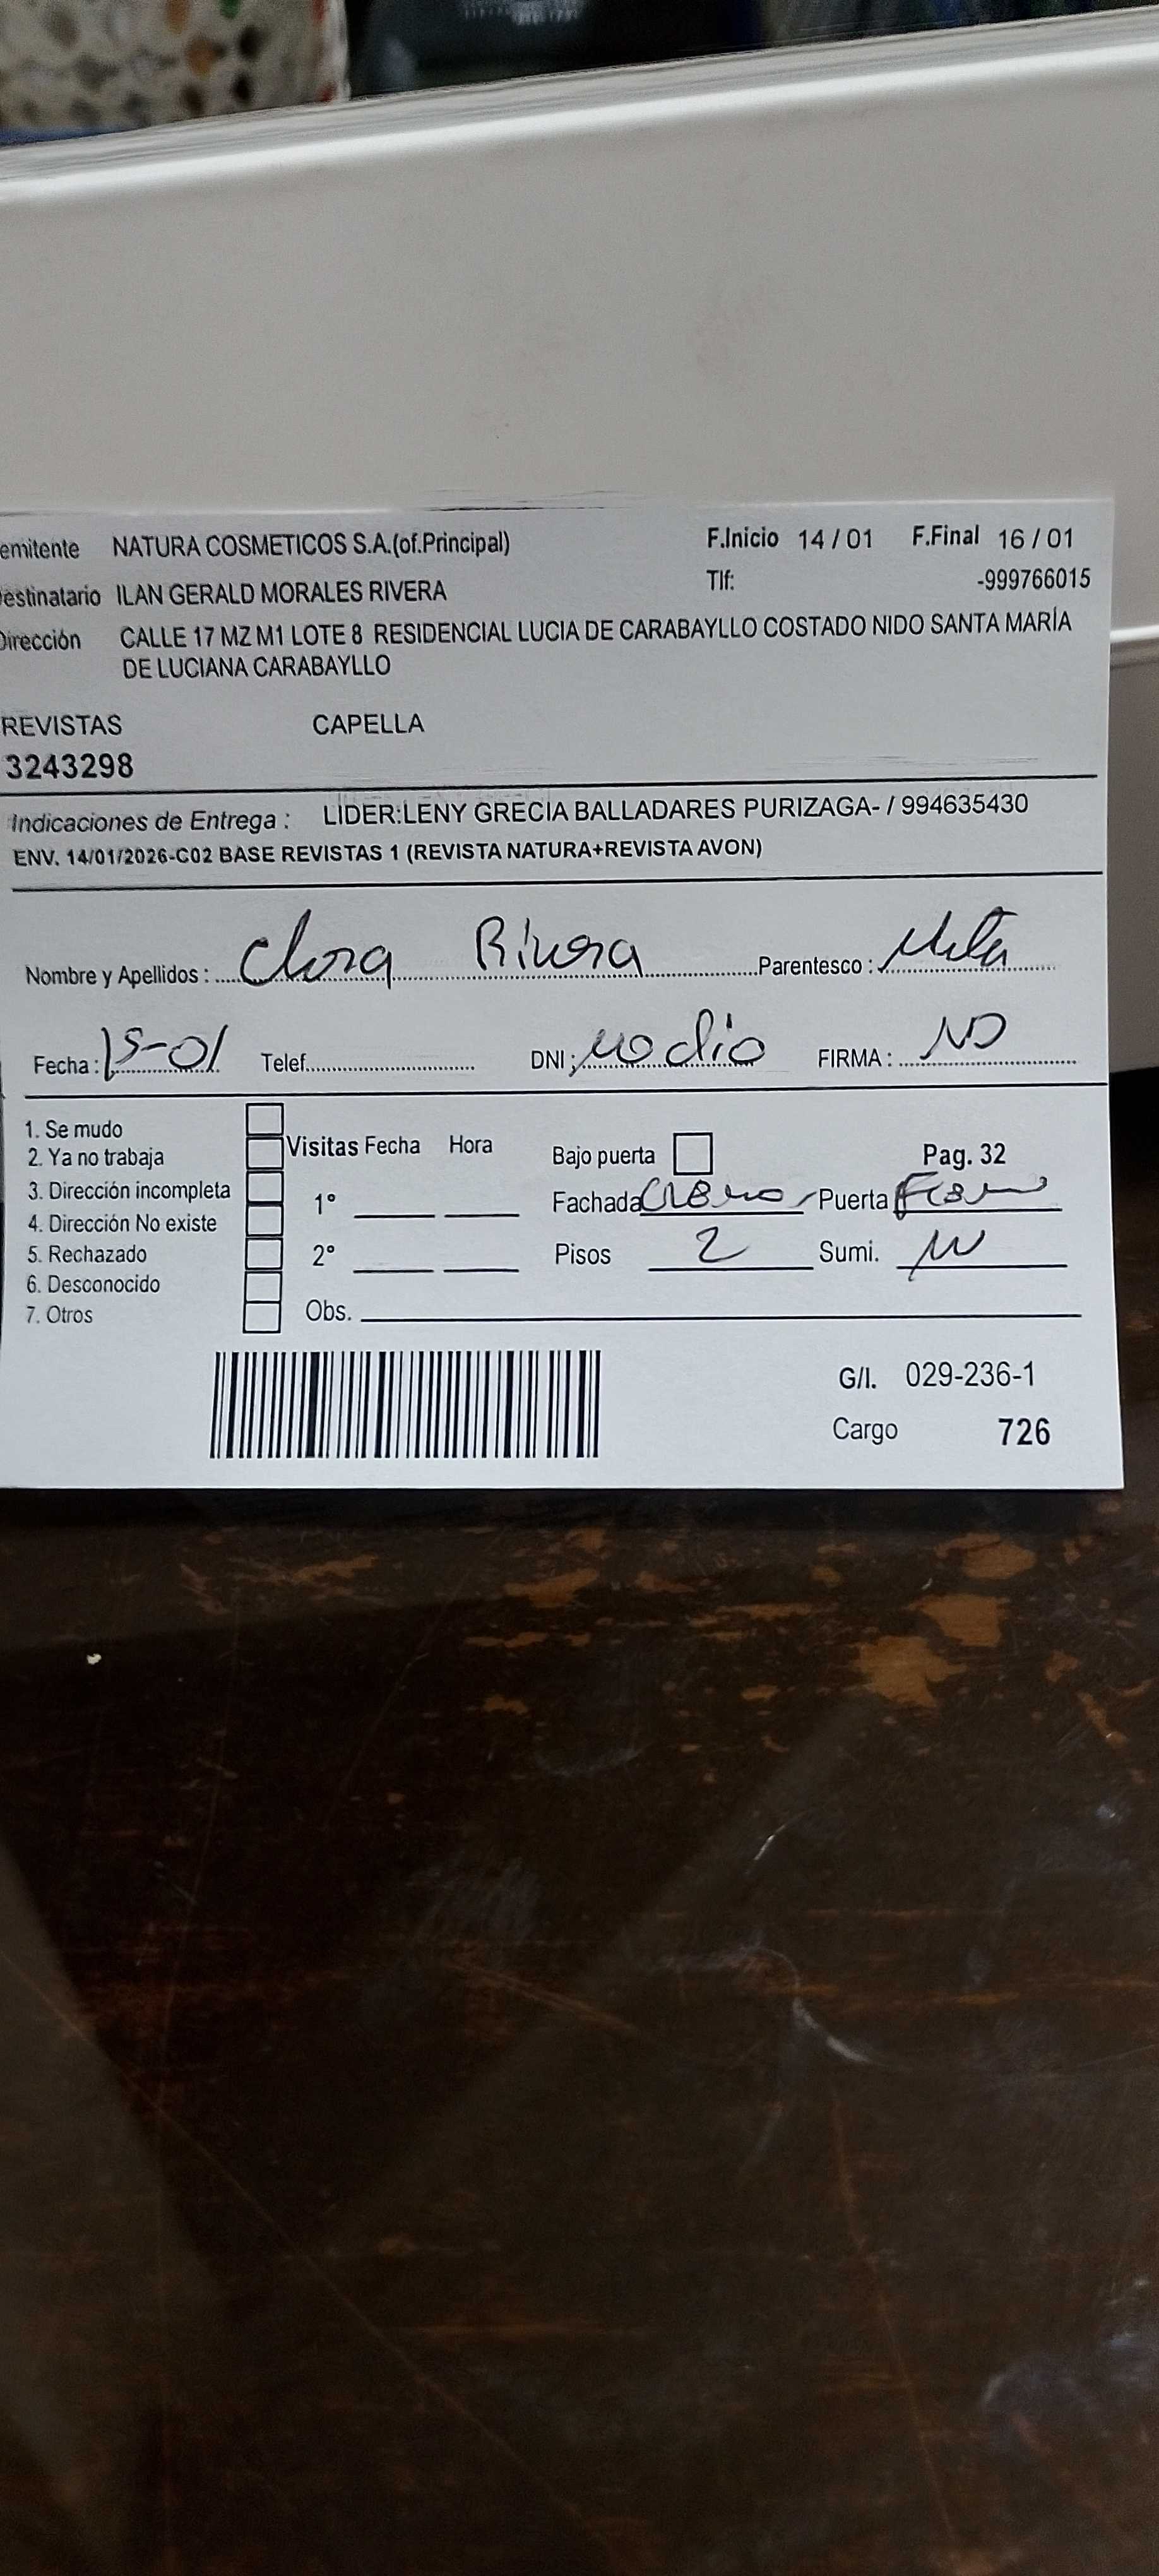 emitente NATURA COSMETICOS S.A.(of.Principal) F.Inicio 14 / 01 F.Final 16 / 01
estinatario ILAN GERALD MORALES RIVERA Tlf: -999766015
Dirección CALLE 17 MZ M1 LOTE 8 RESIDENCIAL LUCIA DE CARABAYLLO COSTADO NIDO SANTA MARÍA
DE LUCIANA CARABAYLLO
REVISTAS CAPELLA
3243298
Indicaciones de Entrega : LIDER:LENY GRECIA BALLADARES PURIZAGA- / 994635430
ENV. 14/01/2026-C02 BASE REVISTAS 1 (REVISTA NATURA+REVISTA AVON)
Nombre y Apellidos : Rivera Parentesco :
Fecha : 15-01 Telef. DNI : no dio FIRMA : NO
1. Se mudo
2. Ya no trabaja Visitas Fecha Hora Bajo puerta Pag. 32
3. Dirección incompleta 1° Fachada Puerta
4. Dirección No existe
5. Rechazado 2° Pisos 2 Sumi.
6. Desconocido
7. Otros Obs.
G/I. 029-236-1
Cargo 726